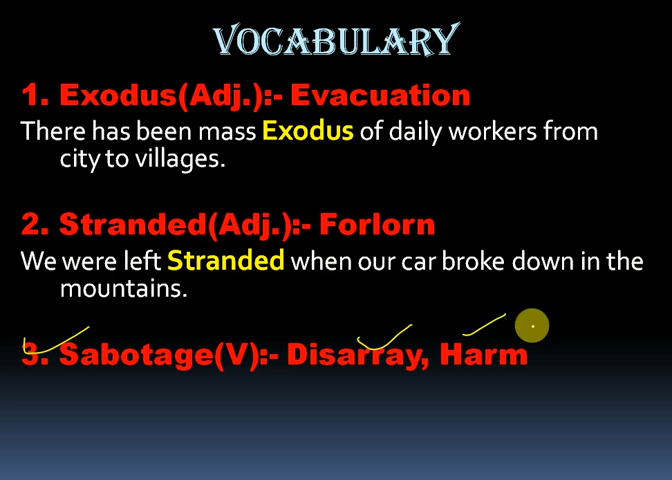 VOCABULARY
1. Exodus(Adj.):- Evacuation
There has been mass Exodus of daily workers from
city to villages.
2. Stranded(Adj.):- Forlorn
We were left Stranded when our car broke down in the
mountains.
3. Sabotage(V):- Disarray, Harm